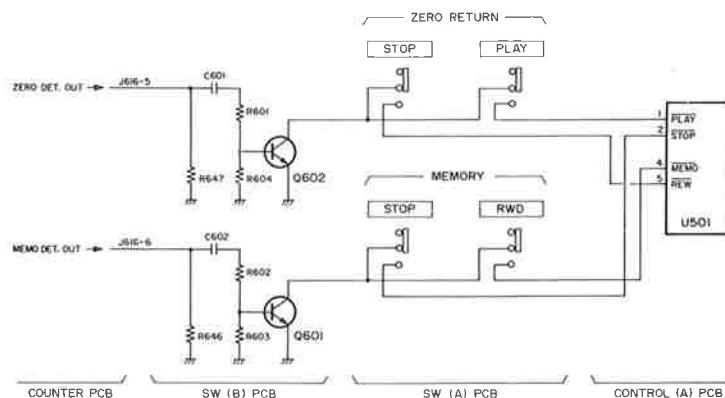 ZERO RETURN
STOP
PLAY
ZERO DET. OUT
J616-5
C601
R601
R647
R604
Q602
1 PLAY
2 STOP
4 MEMO
5 REW
U501
MEMORY
STOP
RWD
MEMO DET. OUT
J616-6
C602
R602
R646
R603
Q601
COUNTER PCB
SW (B) PCB
SW (A) PCB
CONTROL (A) PCB